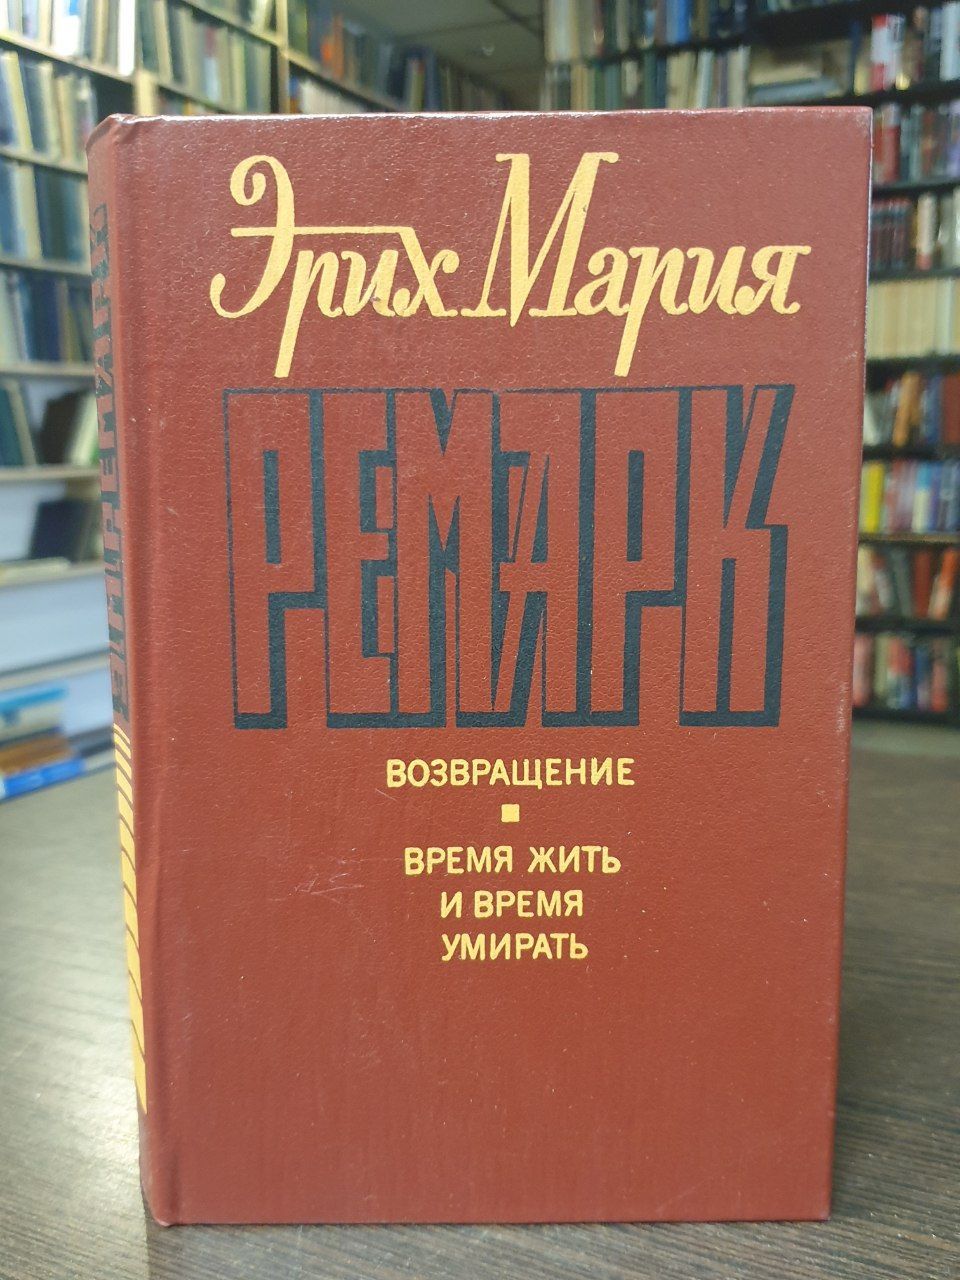 Эрих Мария
РЕМАРК
ВОЗВРАЩЕНИЕ
ВРЕМЯ ЖИТЬ
И ВРЕМЯ
УМИРАТЬ